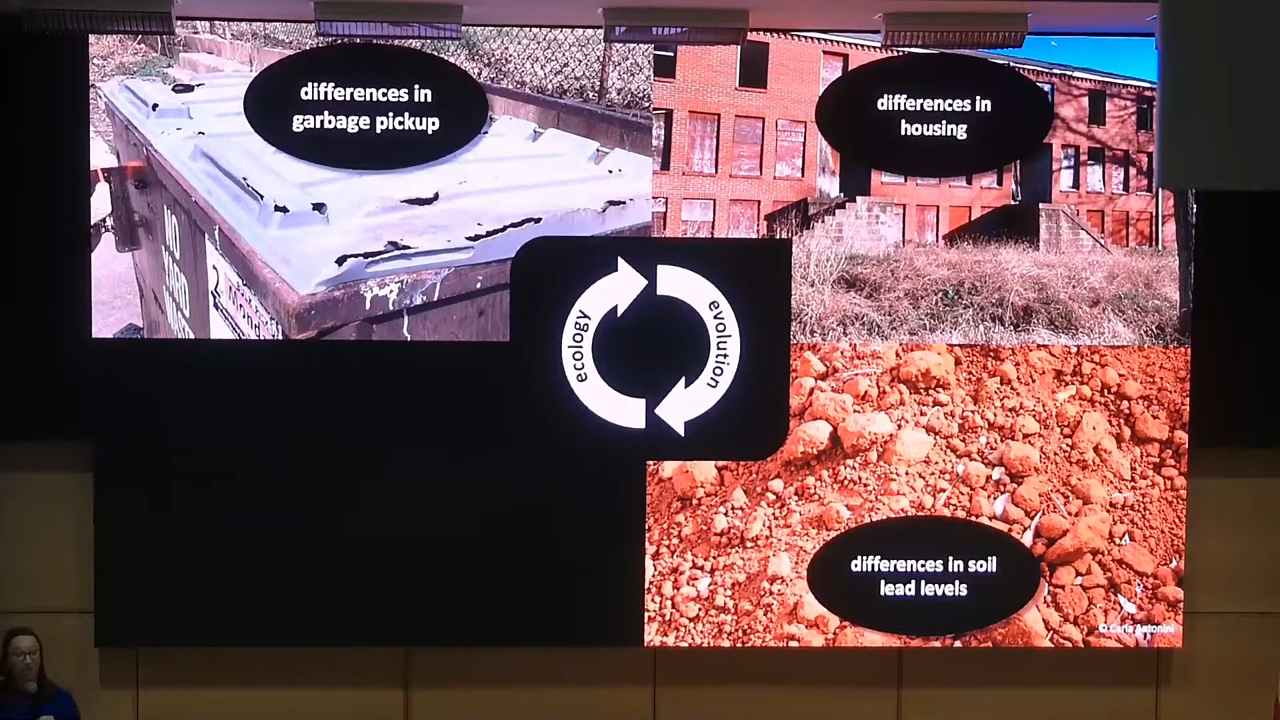 differences in
garbage pickup
differences in
housing
NO
YARD
ecology
evolution
differences in soil
lead levels
© Carla Antonini